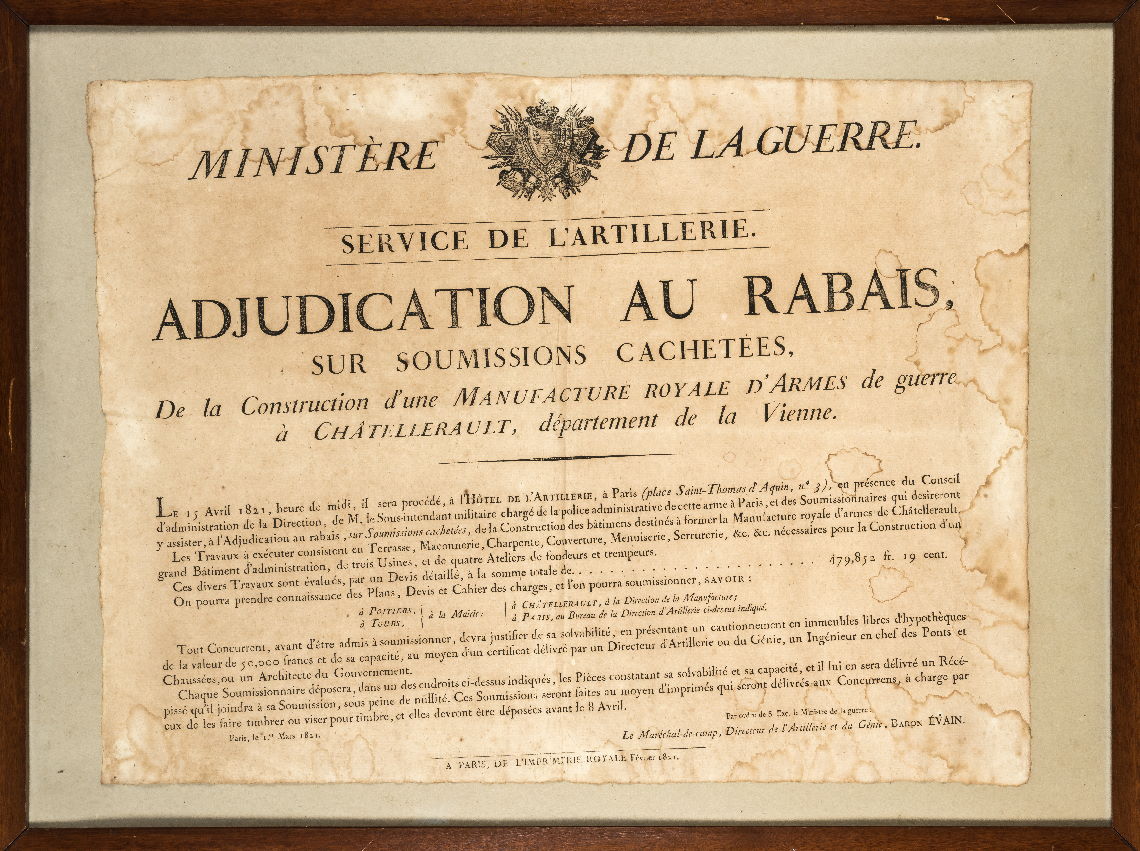 MINISTÈRE DE LA GUERRE.
SERVICE DE L'ARTILLERIE.
ADJUDICATION AU RABAIS,
SUR SOUMISSIONS CACHETÉES,
De la Construction d'une MANUFACTURE ROYALE D'ARMES de guerre
à CHÂTELLERAULT, département de la Vienne.
LE 15 Avril 1821, heure de midi, il sera procédé, à l'HÔTEL DE L'ARTILLERIE, à Paris (place Saint-Thomas d'Aquin, n° 3), en présence du Conseil
d'administration de la Direction, de M. le Sous-intendant militaire chargé de la police administrative de cette arme à Paris, et des Soumissionnaires qui désireront
y assister, à l'Adjudication au rabais, sur Soumissions cachetées, de la Construction des bâtimens destinés à former la Manufacture royale d'armes de Châtellerault.
Les Travaux à exécuter consistent en Terrasse, Maçonnerie, Charpente, Couverture, Menuiserie, Serrurerie, &c. &c. nécessaires pour la Construction d'un
grand Bâtiment d'administration, de trois Usines, et de quatre Ateliers de fondeurs et trempeurs.
Ces divers Travaux sont évalués, par un Devis détaillé, à la somme totale de. . . . . . . . . . . . . . . . . . . . 479,852 fr. 19 cent.
On pourra prendre connaissance des Plans, Devis et Cahier des charges, et l'on pourra soumissionner, SAVOIR :
à POITIERS, à la Mairie; à CHÂTELLERAULT, à la Direction de la Manufacture;
à TOURS, à PARIS, au Bureau de la Direction d'Artillerie ci-dessus indiqué.
Tout Concurrent, avant d'être admis à soumissionner, devra justifier de sa solvabilité, en présentant un cautionnement en immeubles libres d'hypothèques
de la valeur de 50,000 francs et de sa capacité, au moyen d'un certificat délivré par un Directeur d'Artillerie ou du Génie, un Ingénieur en chef des Ponts et
Chaussées, ou un Architecte du Gouvernement.
Chaque Soumissionnaire déposera, dans un des endroits ci-dessus indiqués, les Pièces constatant sa solvabilité et sa capacité, et il lui en sera délivré un Récé-
pissé qu'il joindra à sa Soumission, sous peine de nullité. Ces Soumissions seront faites au moyen d'imprimés qui seront délivrés aux Concurrens, à charge par
eux de les faire timbrer ou viser pour timbre, et elles devront être déposées avant le 8 Avril.
Paris, le 1.er Mars 1821.
Par ordre de S. Exc. le Ministre de la guerre:
Le Maréchal-de-camp, Directeur de l'Artillerie et du Génie, BARON ÉVAIN.
A PARIS, DE L'IMPRIMERIE ROYALE. Février 1821.